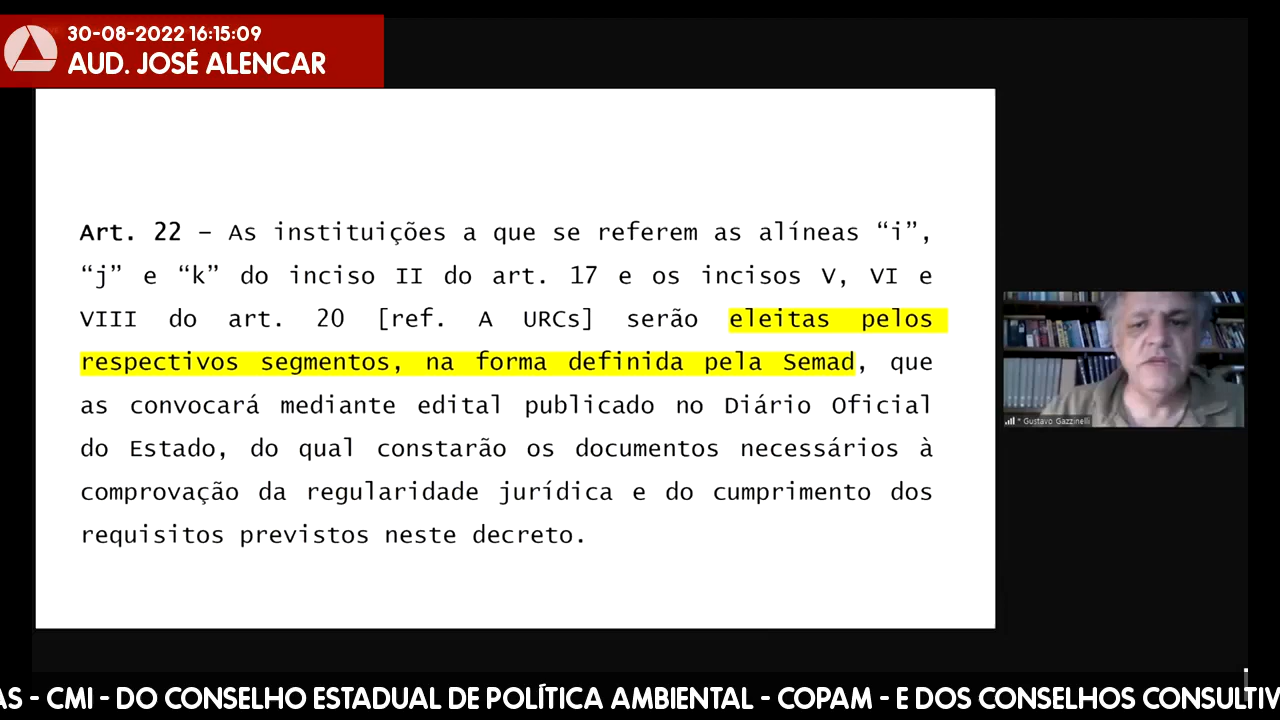 30-08-2022 16:15:09
AUD. JOSÉ ALENCAR
Art. 22 – As instituições a que se referem as alíneas “i”,
“j” e “k” do inciso II do art. 17 e os incisos V, VI e
VIII do art. 20 [ref. A URCs] serão eleitas pelos
respectivos segmentos, na forma definida pela Semad, que
as convocará mediante edital publicado no Diário Oficial
do Estado, do qual constarão os documentos necessários à
comprovação da regularidade jurídica e do cumprimento dos
requisitos previstos neste decreto.
* Gustavo Gazzinelli
AS - CMI - DO CONSELHO ESTADUAL DE POLÍTICA AMBIENTAL - COPAM - E DOS CONSELHOS CONSULTIV